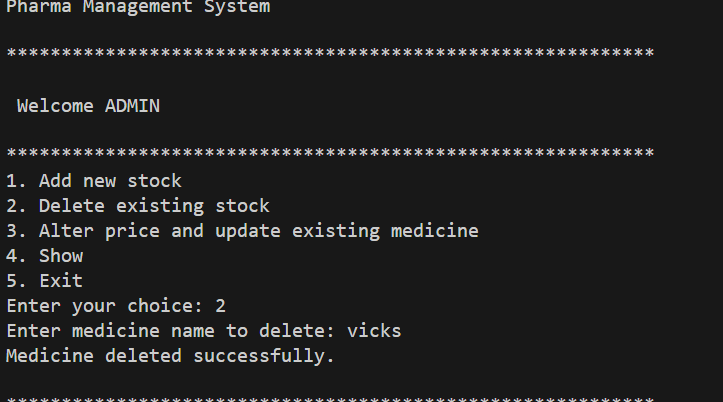 Pharma Management System
***********************************************************
Welcome ADMIN
***********************************************************
1. Add new stock
2. Delete existing stock
3. Alter price and update existing medicine
4. Show
5. Exit
Enter your choice: 2
Enter medicine name to delete: vicks
Medicine deleted successfully.
***********************************************************